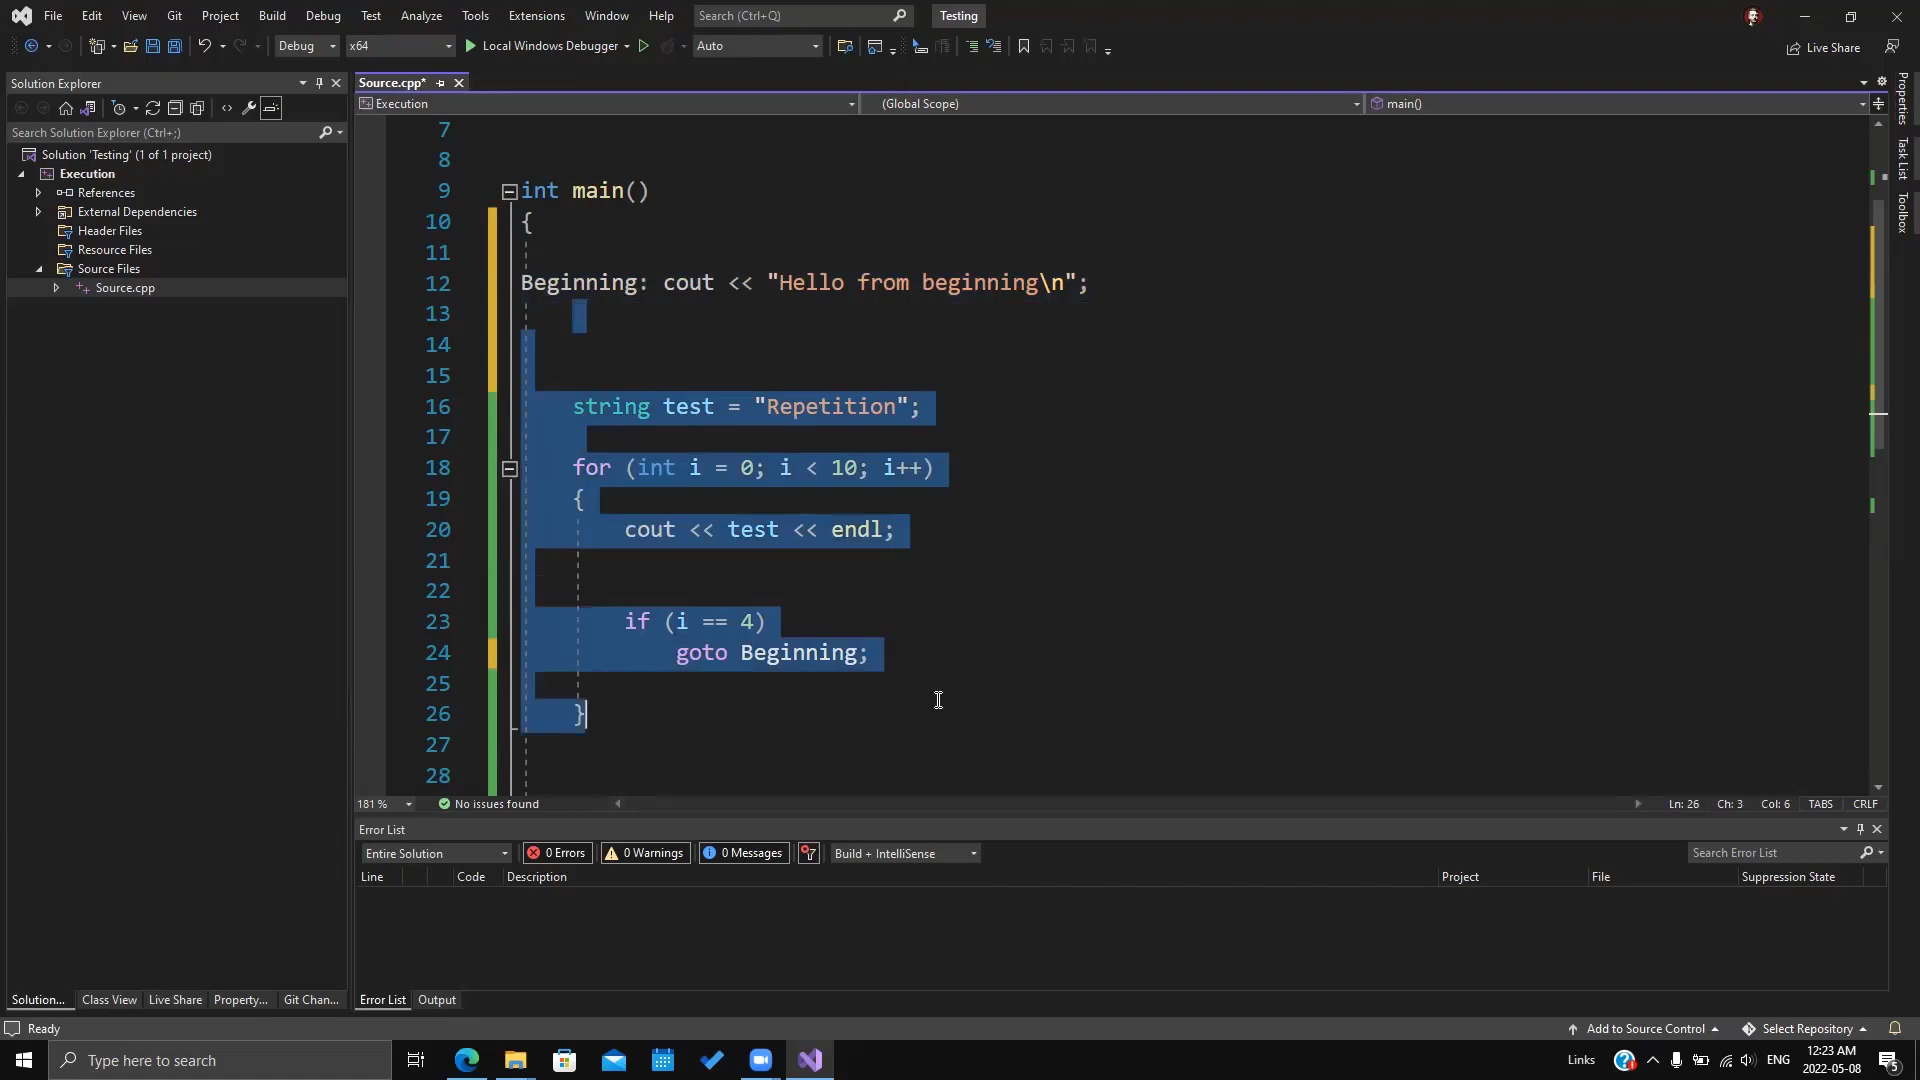 File Edit View Git Project Build Debug Test Analyze Tools Extensions Window Help Search (Ctrl+Q) Testing
Debug x64 Local Windows Debugger Auto Live Share
Solution Explorer
Search Solution Explorer (Ctrl+;)
Solution 'Testing' (1 of 1 project)
Execution
References
External Dependencies
Header Files
Resource Files
Source Files
Source.cpp
Source.cpp*
Execution (Global Scope) main()
7
8
9 int main()
10 {
11
12 Beginning: cout << "Hello from beginning\n";
13
14
15
16 string test = "Repetition";
17
18 for (int i = 0; i < 10; i++)
19 {
20 cout << test << endl;
21
22
23 if (i == 4)
24 goto Beginning;
25
26 }
27
28
181 % No issues found Ln: 26 Ch: 3 Col: 6 TABS CRLF
Properties
Task List
Toolbox
Error List
Entire Solution 0 Errors 0 Warnings 0 Messages Build + IntelliSense Search Error List
Line Code Description Project File Suppression State
Solution... Class View Live Share Property... Git Chan... Error List Output
Ready Add to Source Control Select Repository
Type here to search Links ENG 12:23 AM
2022-05-08
5